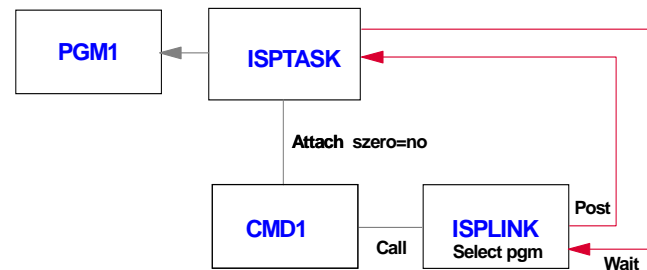 PGM1
ISPTASK
Attach szero=no
CMD1
Call
ISPLINK
Select pgm
Post
Wait